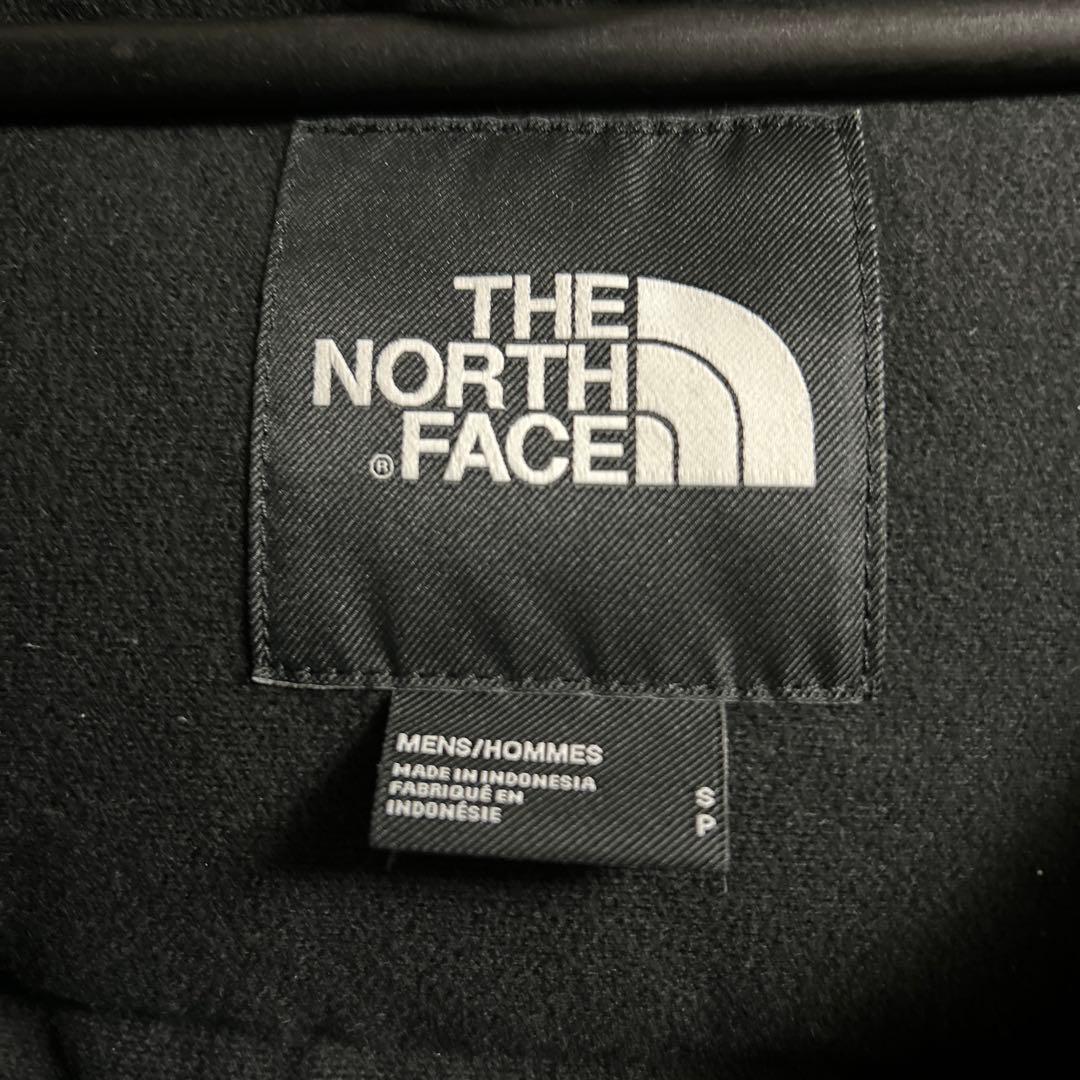 THE
NORTH
® FACE
MENS/HOMMES
MADE IN INDONESIA
FABRIQUÉ EN
INDONÉSIE
S
P